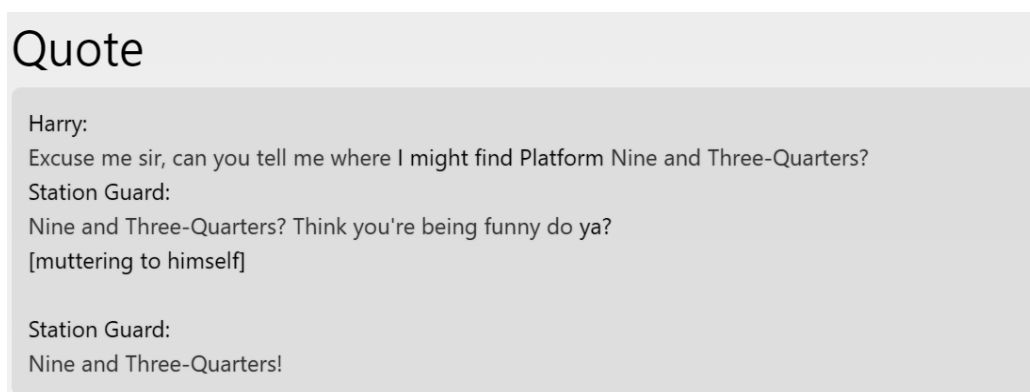 Quote
Harry:
Excuse me sir, can you tell me where I might find Platform Nine and Three-Quarters?
Station Guard:
Nine and Three-Quarters? Think you're being funny do ya?
[muttering to himself]
Station Guard:
Nine and Three-Quarters!